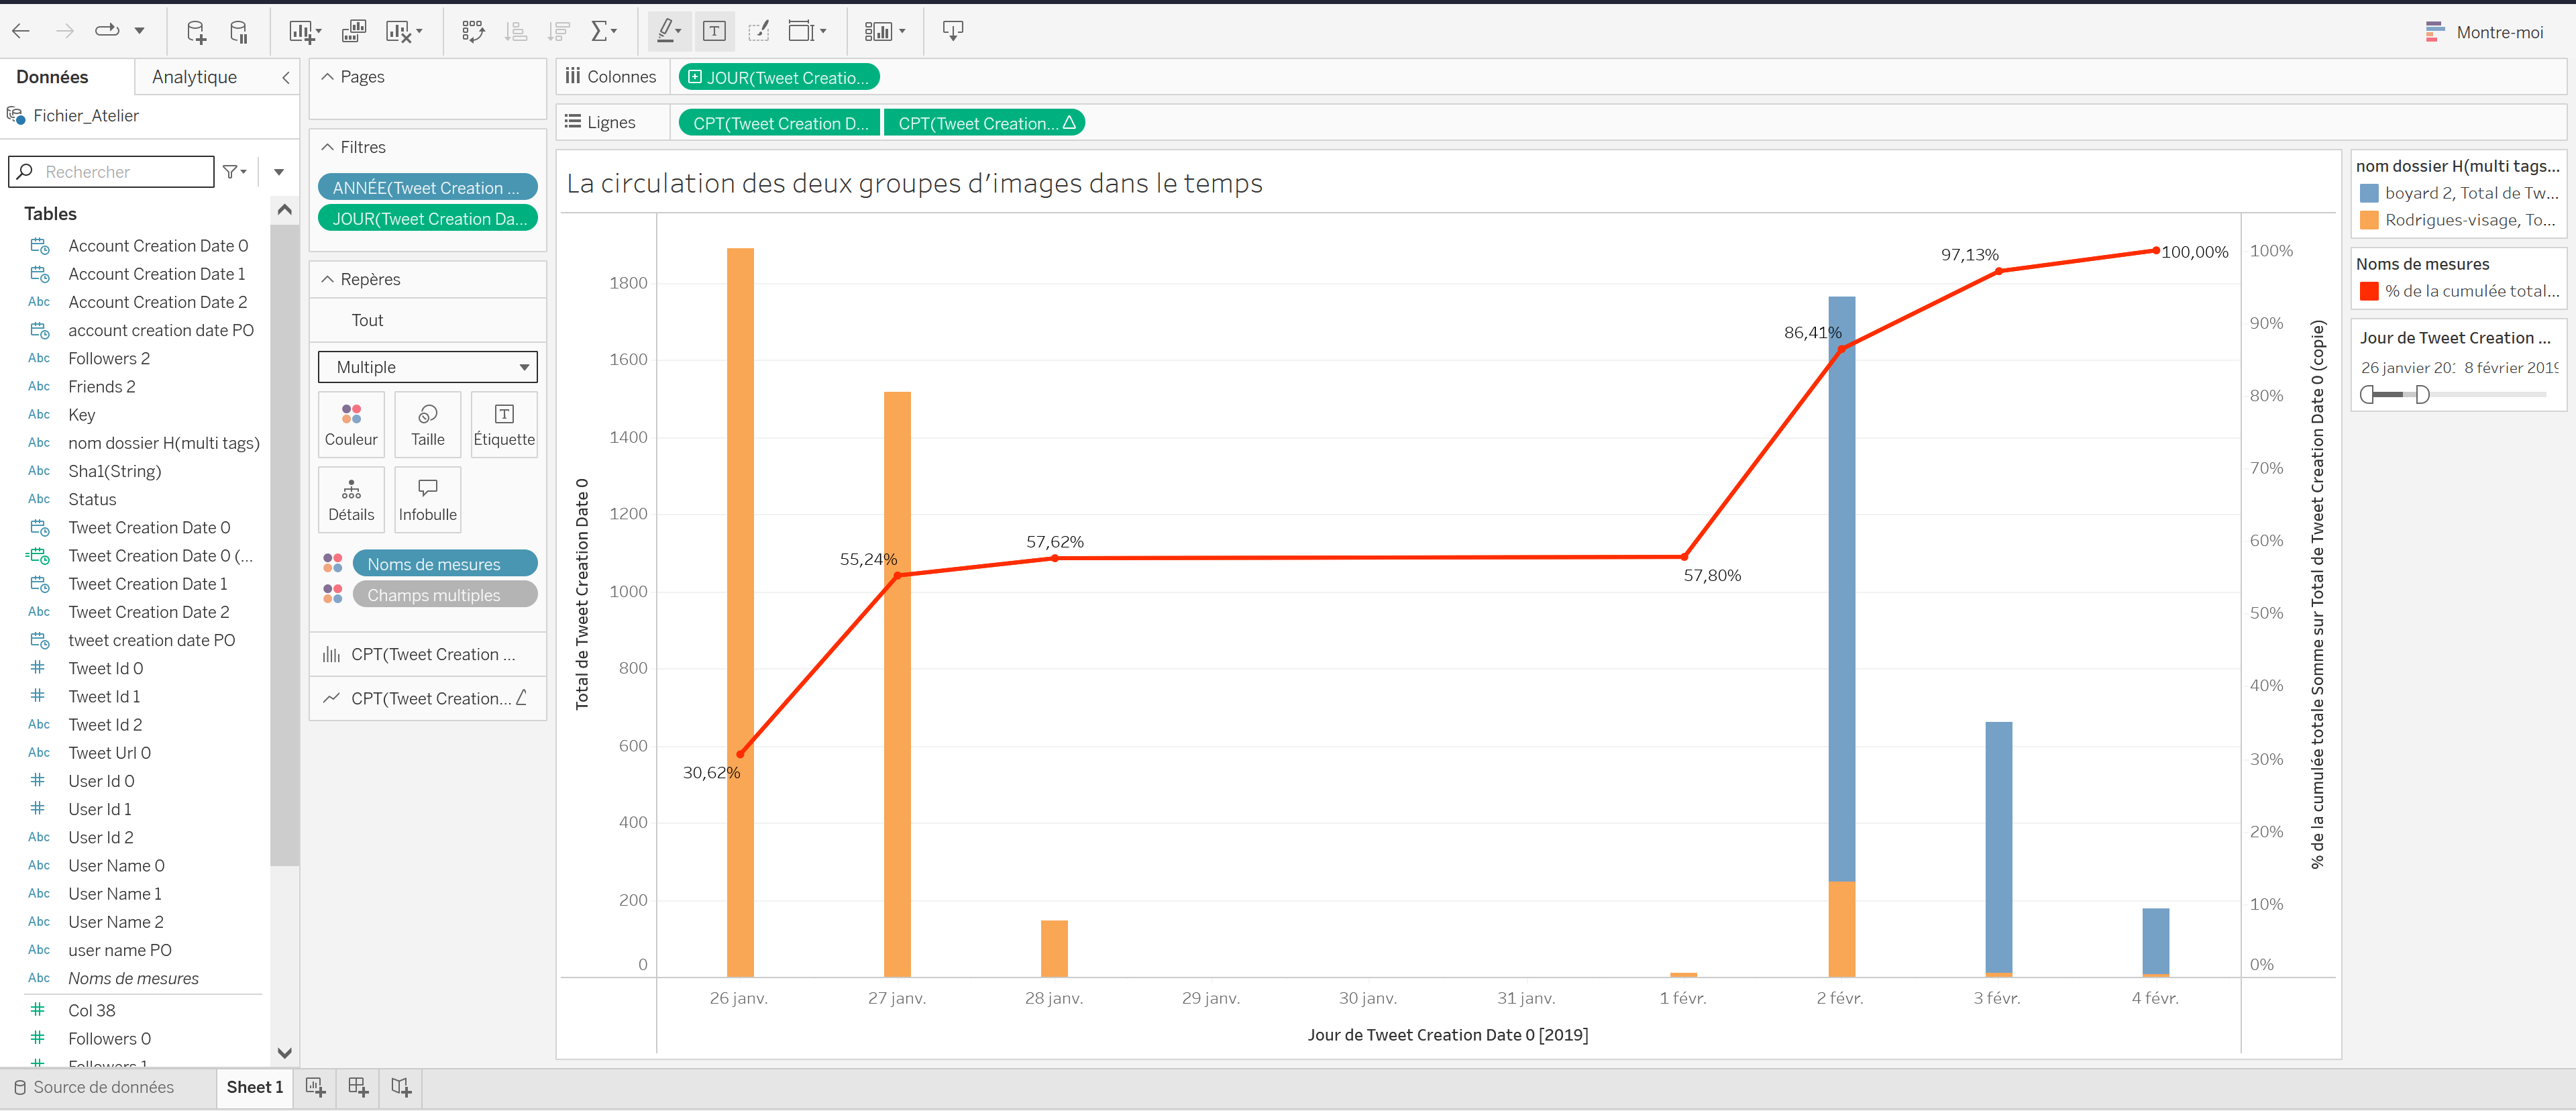 Montre-moi
Données
Analytique
Fichier_Atelier
Rechercher
Tables
Account Creation Date 0
Account Creation Date 1
Abc Account Creation Date 2
account creation date PO
Abc Followers 2
Abc Friends 2
Abc Key
Abc nom dossier H(multi tags)
Abc Sha1(String)
Abc Status
Tweet Creation Date 0
Tweet Creation Date 0 (...
Tweet Creation Date 1
Abc Tweet Creation Date 2
tweet creation date PO
# Tweet Id 0
# Tweet Id 1
Abc Tweet Id 2
Abc Tweet Url 0
# User Id 0
# User Id 1
Abc User Id 2
Abc User Name 0
Abc User Name 1
Abc User Name 2
Abc user name PO
Abc Noms de mesures
# Col 38
# Followers 0
# Followers 1
Pages
Filtres
ANNÉE(Tweet Creation ...
JOUR(Tweet Creation Da...
Repères
Tout
Multiple
Couleur
Taille
Étiquette
Détails
Infobulle
Noms de mesures
Champs multiples
CPT(Tweet Creation ...
CPT(Tweet Creation... △
Colonnes
JOUR(Tweet Creatio...
Lignes
CPT(Tweet Creation D...
CPT(Tweet Creation... △
La circulation des deux groupes d'images dans le temps
Total de Tweet Creation Date 0
1800
1600
1400
1200
1000
800
600
400
200
0
30,62%
55,24%
57,62%
57,80%
86,41%
97,13%
100,00%
100%
90%
80%
70%
60%
50%
40%
30%
20%
10%
0%
% de la cumulée totale Somme sur Total de Tweet Creation Date 0 (copie)
26 janv.
27 janv.
28 janv.
29 janv.
30 janv.
31 janv.
1 févr.
2 févr.
3 févr.
4 févr.
Jour de Tweet Creation Date 0 [2019]
nom dossier H(multi tags...
boyard 2, Total de Tw...
Rodrigues-visage, To...
Noms de mesures
% de la cumulée total...
Jour de Tweet Creation ...
26 janvier 20
8 février 2019
Source de données
Sheet 1